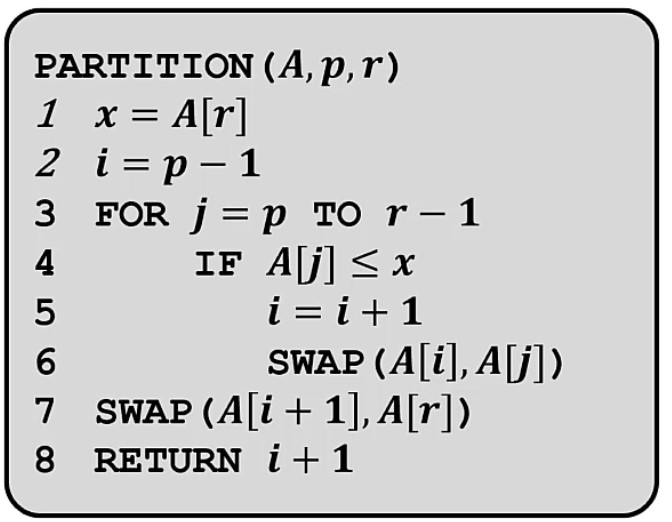 PARTITION(A, p, r)
1 x = A[r]
2 i = p − 1
3 FOR j = p TO r − 1
4 IF A[j] ≤ x
5 i = i + 1
6 SWAP(A[i], A[j])
7 SWAP(A[i + 1], A[r])
8 RETURN i + 1